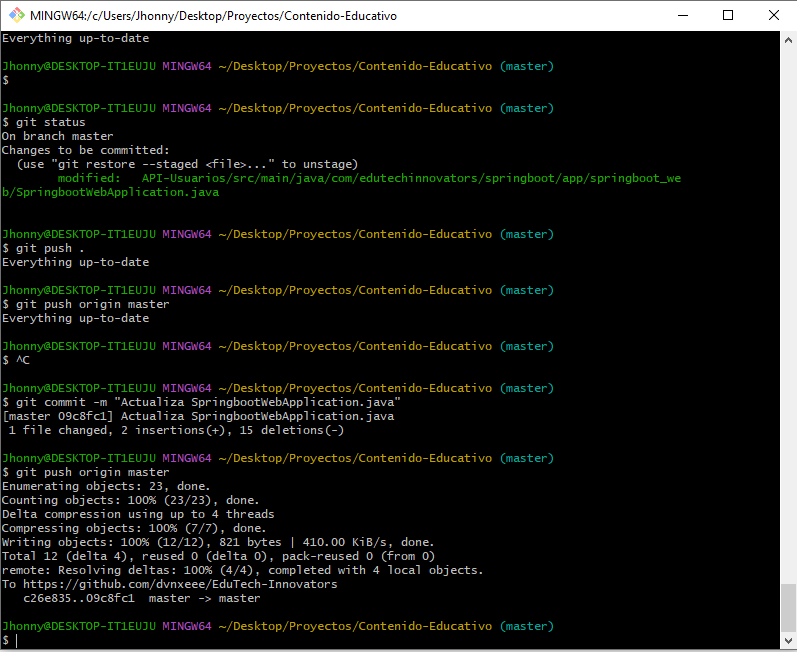 MINGW64:/c/Users/Jhonny/Desktop/Proyectos/Contenido-Educativo
Everything up-to-date
Jhonny@DESKTOP-IT1EUJU MINGW64 ~/Desktop/Proyectos/Contenido-Educativo (master)
$
Jhonny@DESKTOP-IT1EUJU MINGW64 ~/Desktop/Proyectos/Contenido-Educativo (master)
$ git status
On branch master
Changes to be committed:
  (use "git restore --staged <file>..." to unstage)
        modified:   API-Usuarios/src/main/java/com/edutechinnovators/springboot/app/springboot_we
b/SpringbootWebApplication.java
Jhonny@DESKTOP-IT1EUJU MINGW64 ~/Desktop/Proyectos/Contenido-Educativo (master)
$ git push .
Everything up-to-date
Jhonny@DESKTOP-IT1EUJU MINGW64 ~/Desktop/Proyectos/Contenido-Educativo (master)
$ git push origin master
Everything up-to-date
Jhonny@DESKTOP-IT1EUJU MINGW64 ~/Desktop/Proyectos/Contenido-Educativo (master)
$ ^C
Jhonny@DESKTOP-IT1EUJU MINGW64 ~/Desktop/Proyectos/Contenido-Educativo (master)
$ git commit -m "Actualiza SpringbootWebApplication.java"
[master 09c8fc1] Actualiza SpringbootWebApplication.java
 1 file changed, 2 insertions(+), 15 deletions(-)
Jhonny@DESKTOP-IT1EUJU MINGW64 ~/Desktop/Proyectos/Contenido-Educativo (master)
$ git push origin master
Enumerating objects: 23, done.
Counting objects: 100% (23/23), done.
Delta compression using up to 4 threads
Compressing objects: 100% (7/7), done.
Writing objects: 100% (12/12), 821 bytes | 410.00 KiB/s, done.
Total 12 (delta 4), reused 0 (delta 0), pack-reused 0 (from 0)
remote: Resolving deltas: 100% (4/4), completed with 4 local objects.
To https://github.com/dvnxeee/EduTech-Innovators
   c26e835..09c8fc1  master -> master
Jhonny@DESKTOP-IT1EUJU MINGW64 ~/Desktop/Proyectos/Contenido-Educativo (master)
$